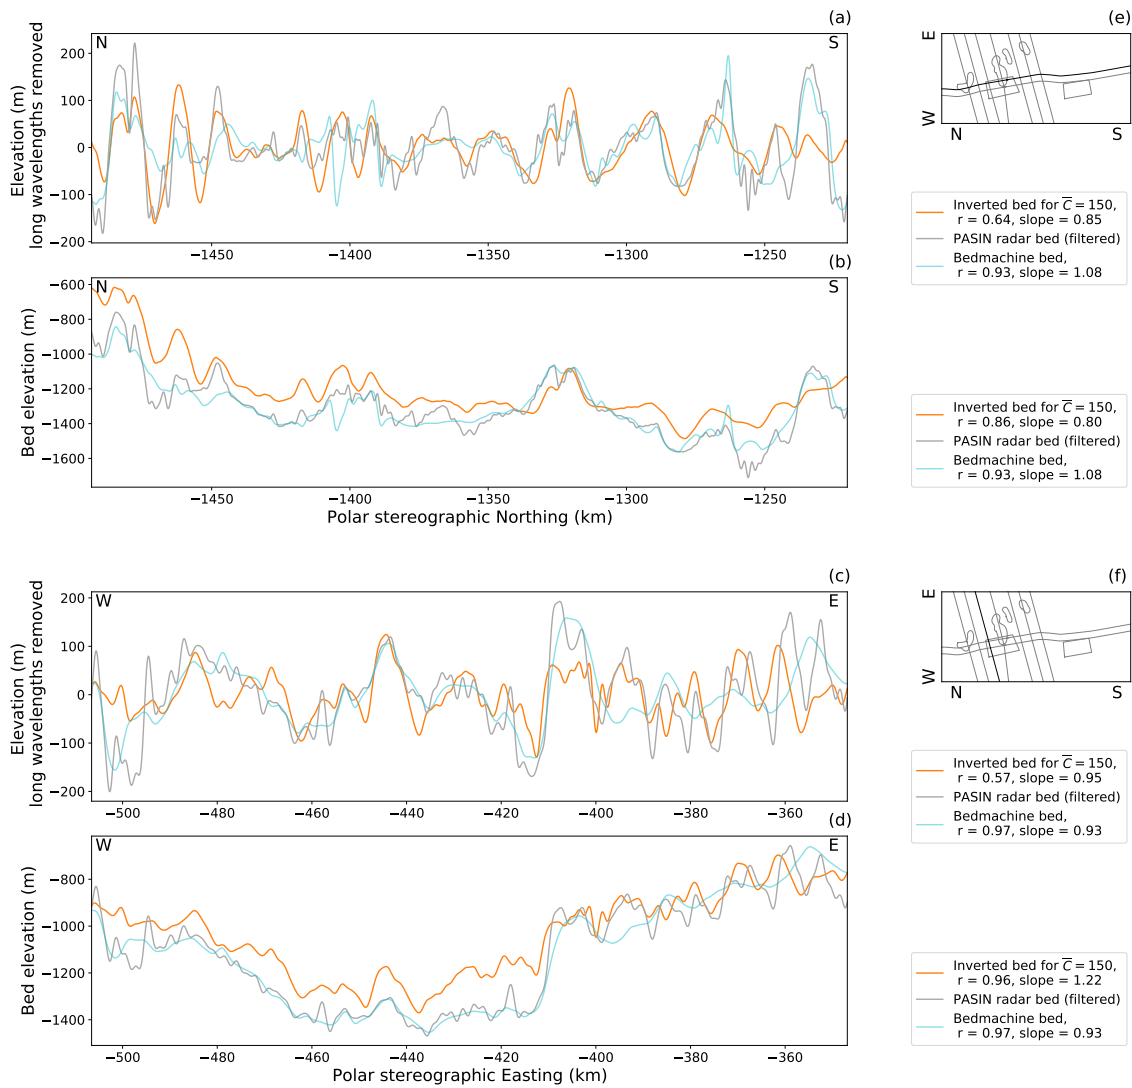 (a)
N
S
Elevation (m)
long wavelengths removed
200
100
0
−100
−200
−1450
−1400
−1350
−1300
−1250
(b)
N
S
Bed elevation (m)
−600
−800
−1000
−1200
−1400
−1600
−1450
−1400
−1350
−1300
−1250
Polar stereographic Northing (km)
(e)
E
W
N
S
Inverted bed for C̅ = 150,
r = 0.64, slope = 0.85
PASIN radar bed (filtered)
Bedmachine bed,
r = 0.93, slope = 1.08
Inverted bed for C̅ = 150,
r = 0.86, slope = 0.80
PASIN radar bed (filtered)
Bedmachine bed,
r = 0.93, slope = 1.08
(c)
W
E
Elevation (m)
long wavelengths removed
200
100
0
−100
−200
−500
−480
−460
−440
−420
−400
−380
−360
(d)
W
E
Bed elevation (m)
−800
−1000
−1200
−1400
−500
−480
−460
−440
−420
−400
−380
−360
Polar stereographic Easting (km)
(f)
E
W
N
S
Inverted bed for C̅ = 150,
r = 0.57, slope = 0.95
PASIN radar bed (filtered)
Bedmachine bed,
r = 0.97, slope = 0.93
Inverted bed for C̅ = 150,
r = 0.96, slope = 1.22
PASIN radar bed (filtered)
Bedmachine bed,
r = 0.97, slope = 0.93